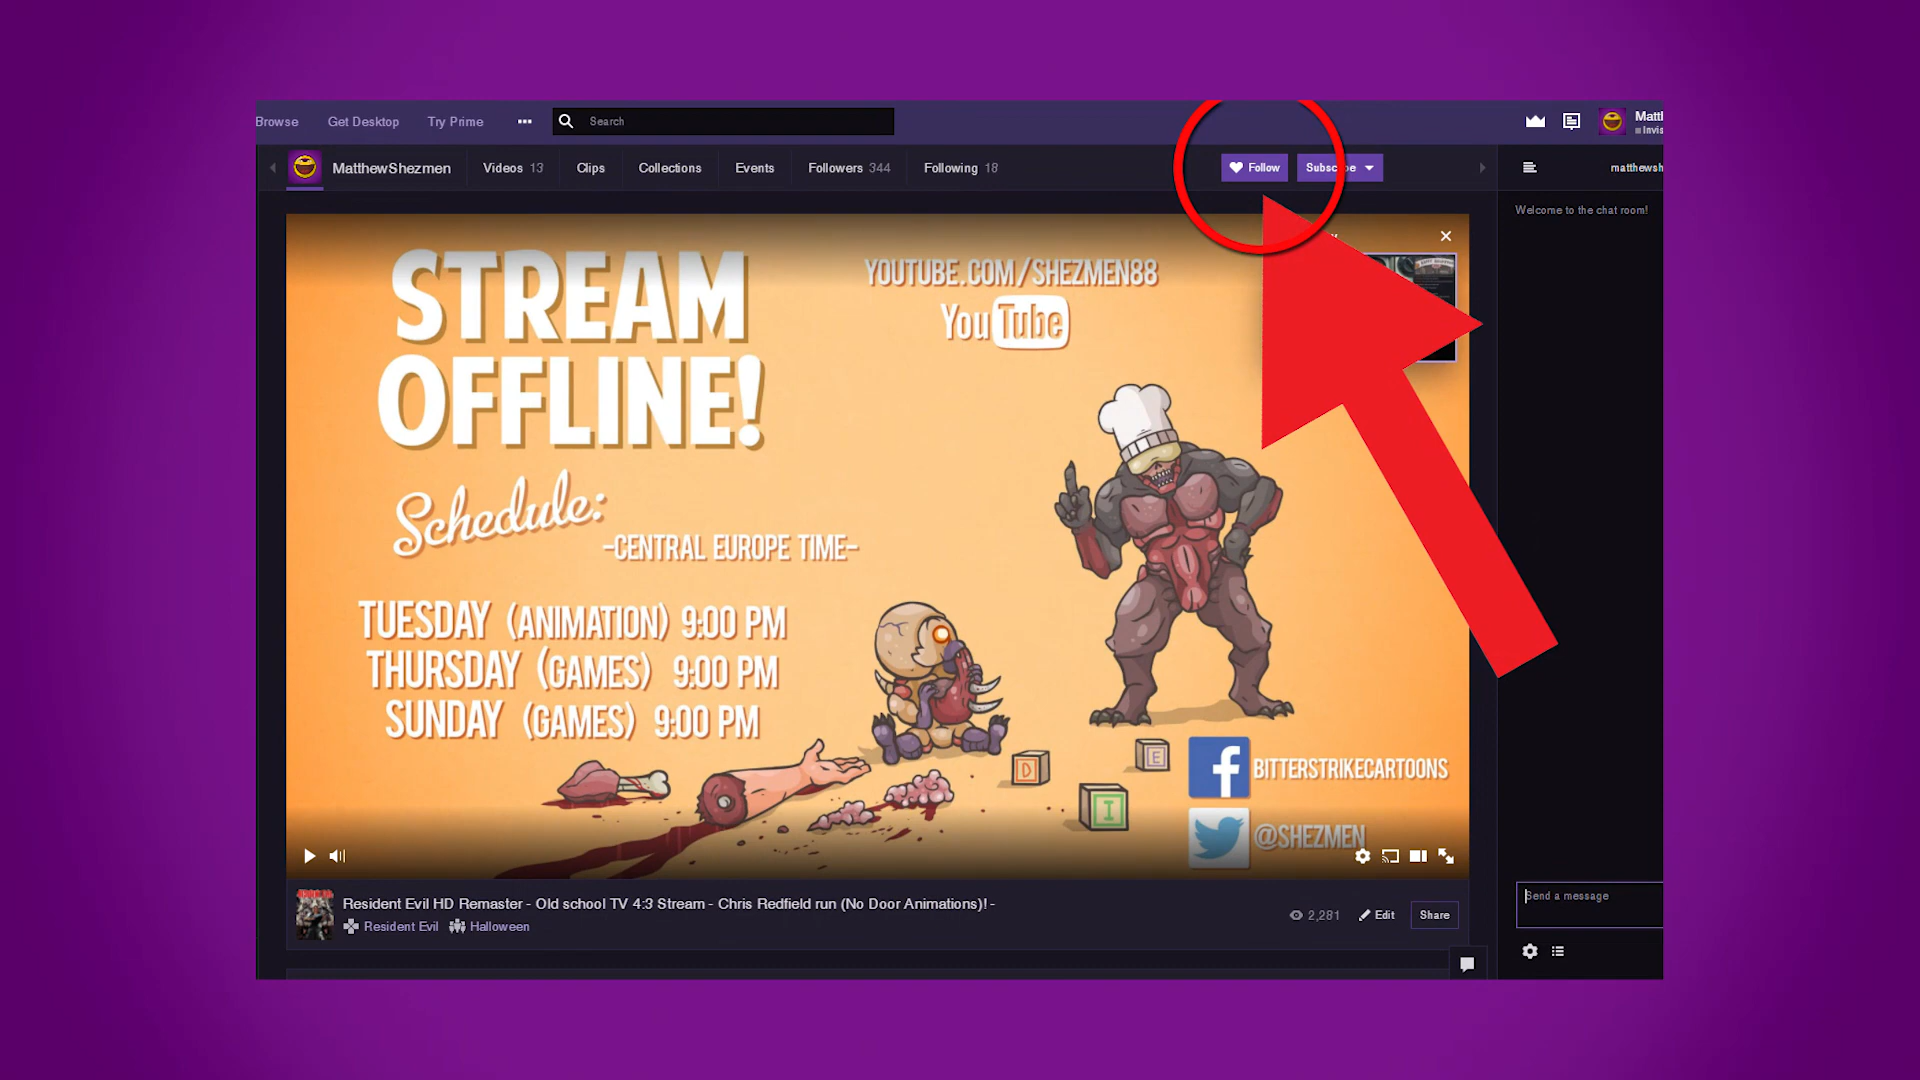 Browse Get Desktop Try Prime Search
MatthewShezmen Videos 13 Clips Collections Events Followers 344 Following 18 Follow Subscribe matthewsh
Welcome to the chat room!
STREAM
OFFLINE!
YOUTUBE.COM/SHEZMEN88
YouTube
Schedule:
-CENTRAL EUROPE TIME-
TUESDAY (ANIMATION) 9:00 PM
THURSDAY (GAMES) 9:00 PM
SUNDAY (GAMES) 9:00 PM
D
E
I
BITTERSTRIKECARTOONS
@SHEZMEN
Resident Evil HD Remaster - Old school TV 4:3 Stream - Chris Redfield run (No Door Animations)! -
Resident Evil Halloween
2,281 Edit Share
Send a message